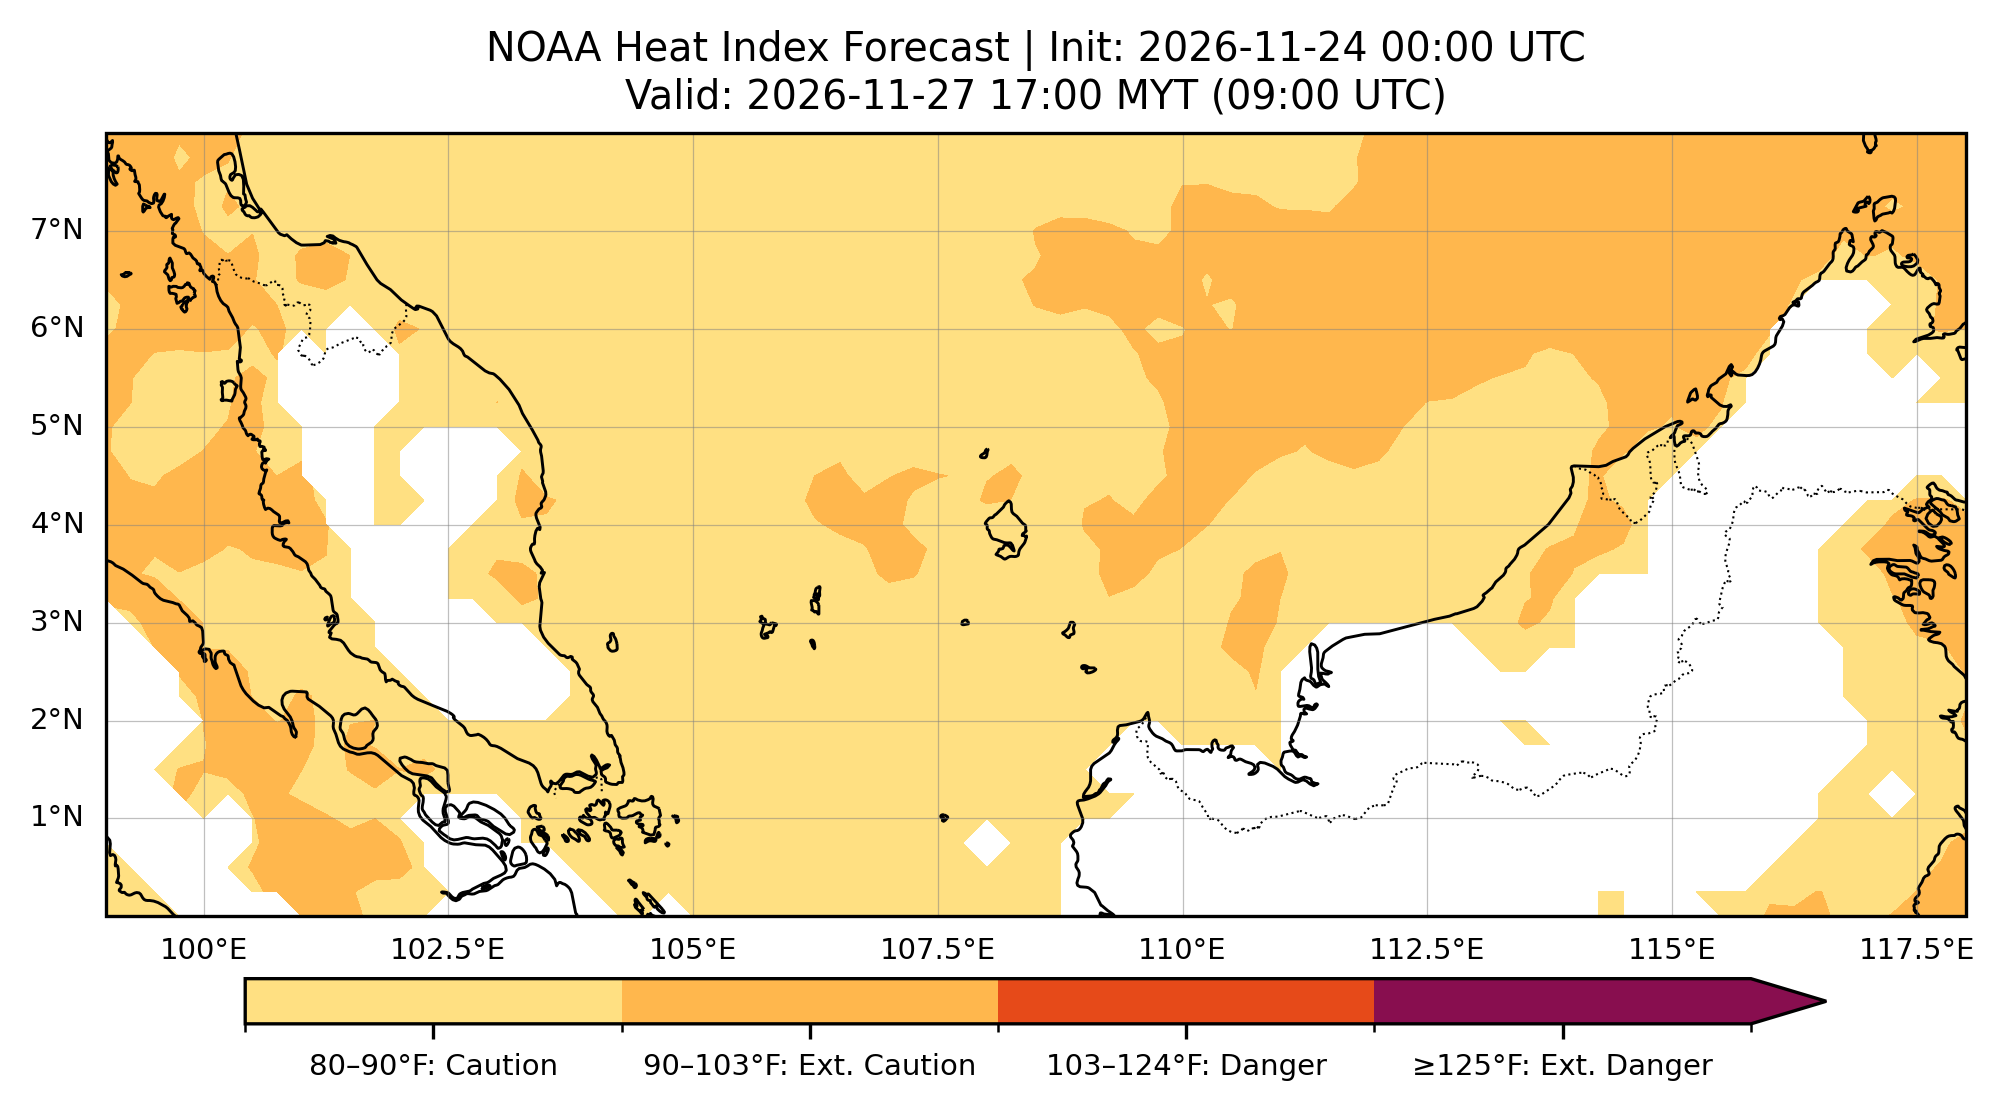 NOAA Heat Index Forecast | Init: 2026-11-24 00:00 UTC
Valid: 2026-11-27 17:00 MYT (09:00 UTC)
7°N
6°N
5°N
4°N
3°N
2°N
1°N
100°E 102.5°E 105°E 107.5°E 110°E 112.5°E 115°E 117.5°E
80–90°F: Caution 90–103°F: Ext. Caution 103–124°F: Danger ≥125°F: Ext. Danger